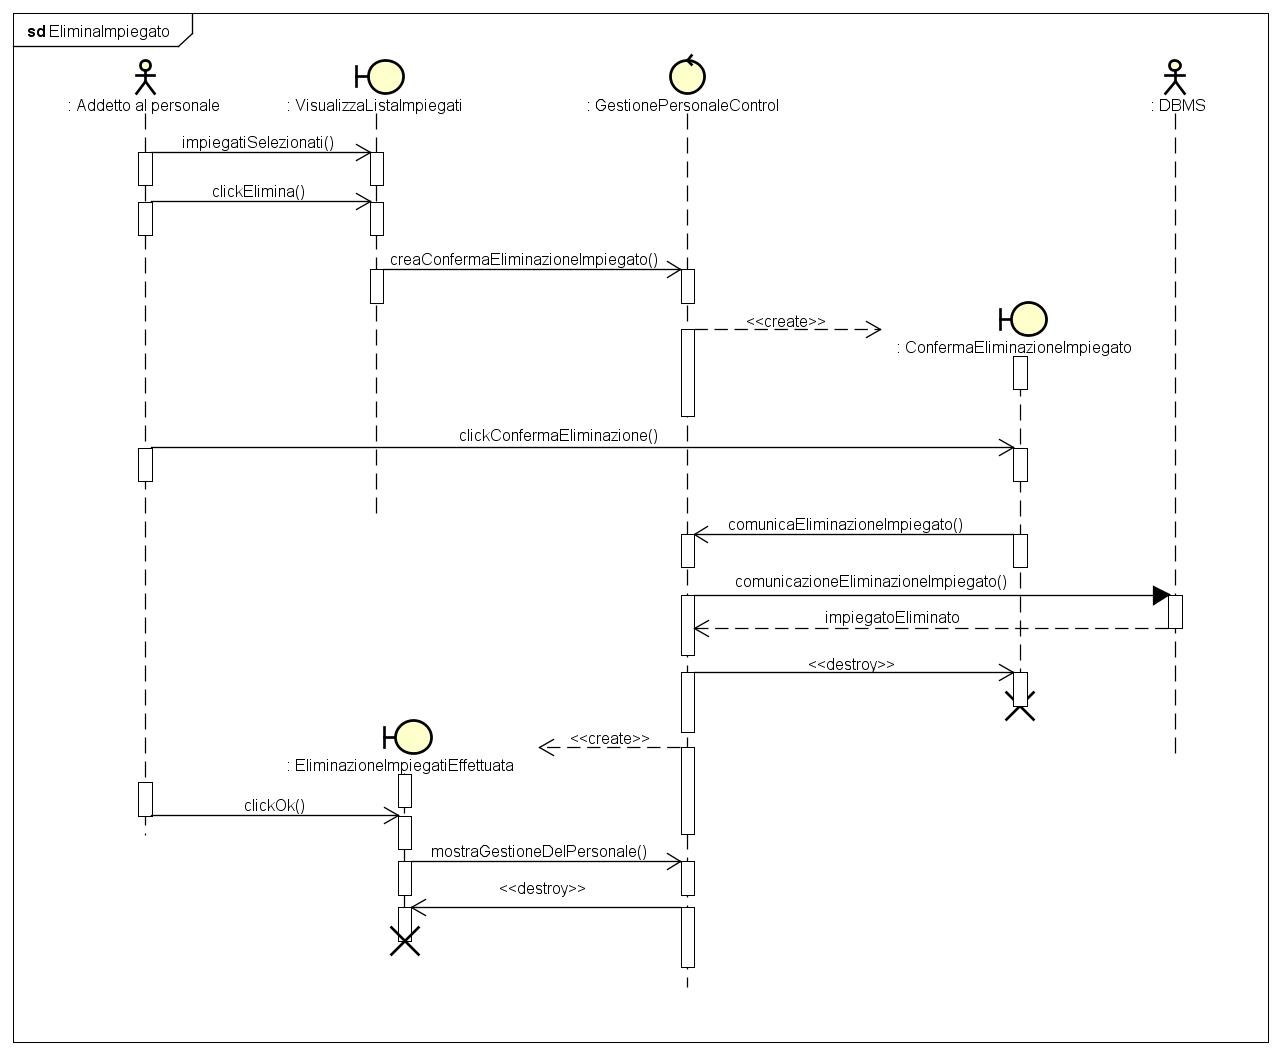 sd EliminaImpiegato
: Addetto al personale
: VisualizzaListaImpiegati
: GestionePersonaleControl
: DBMS
impiegatiSelezionati()
clickElimina()
creaConfermaEliminazioneImpiegato()
<<create>>
: ConfermaEliminazioneImpiegato
clickConfermaEliminazione()
comunicaEliminazioneImpiegato()
comunicazioneEliminazioneImpiegato()
impiegatoEliminato
<<destroy>>
<<create>>
: EliminazioneImpiegatiEffettuata
clickOk()
mostraGestioneDelPersonale()
<<destroy>>